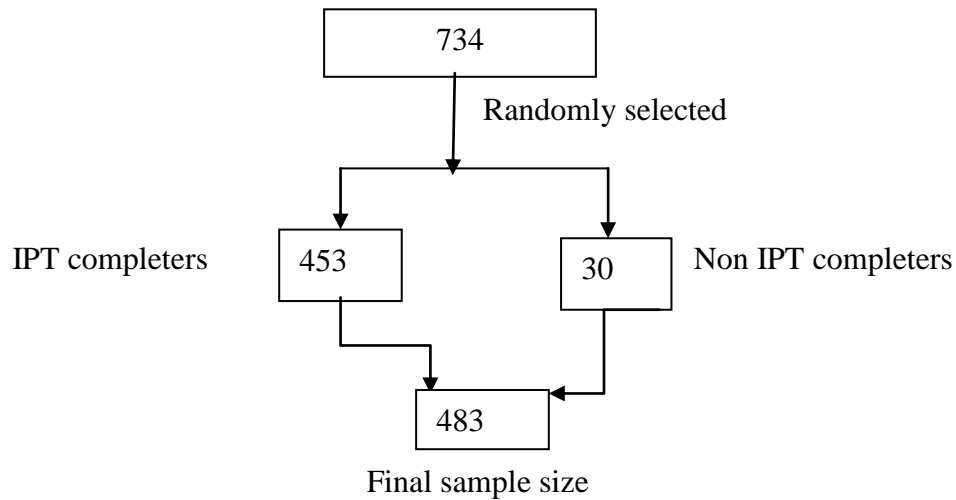 734
Randomly selected
IPT completers
453
30
Non IPT completers
483
Final sample size